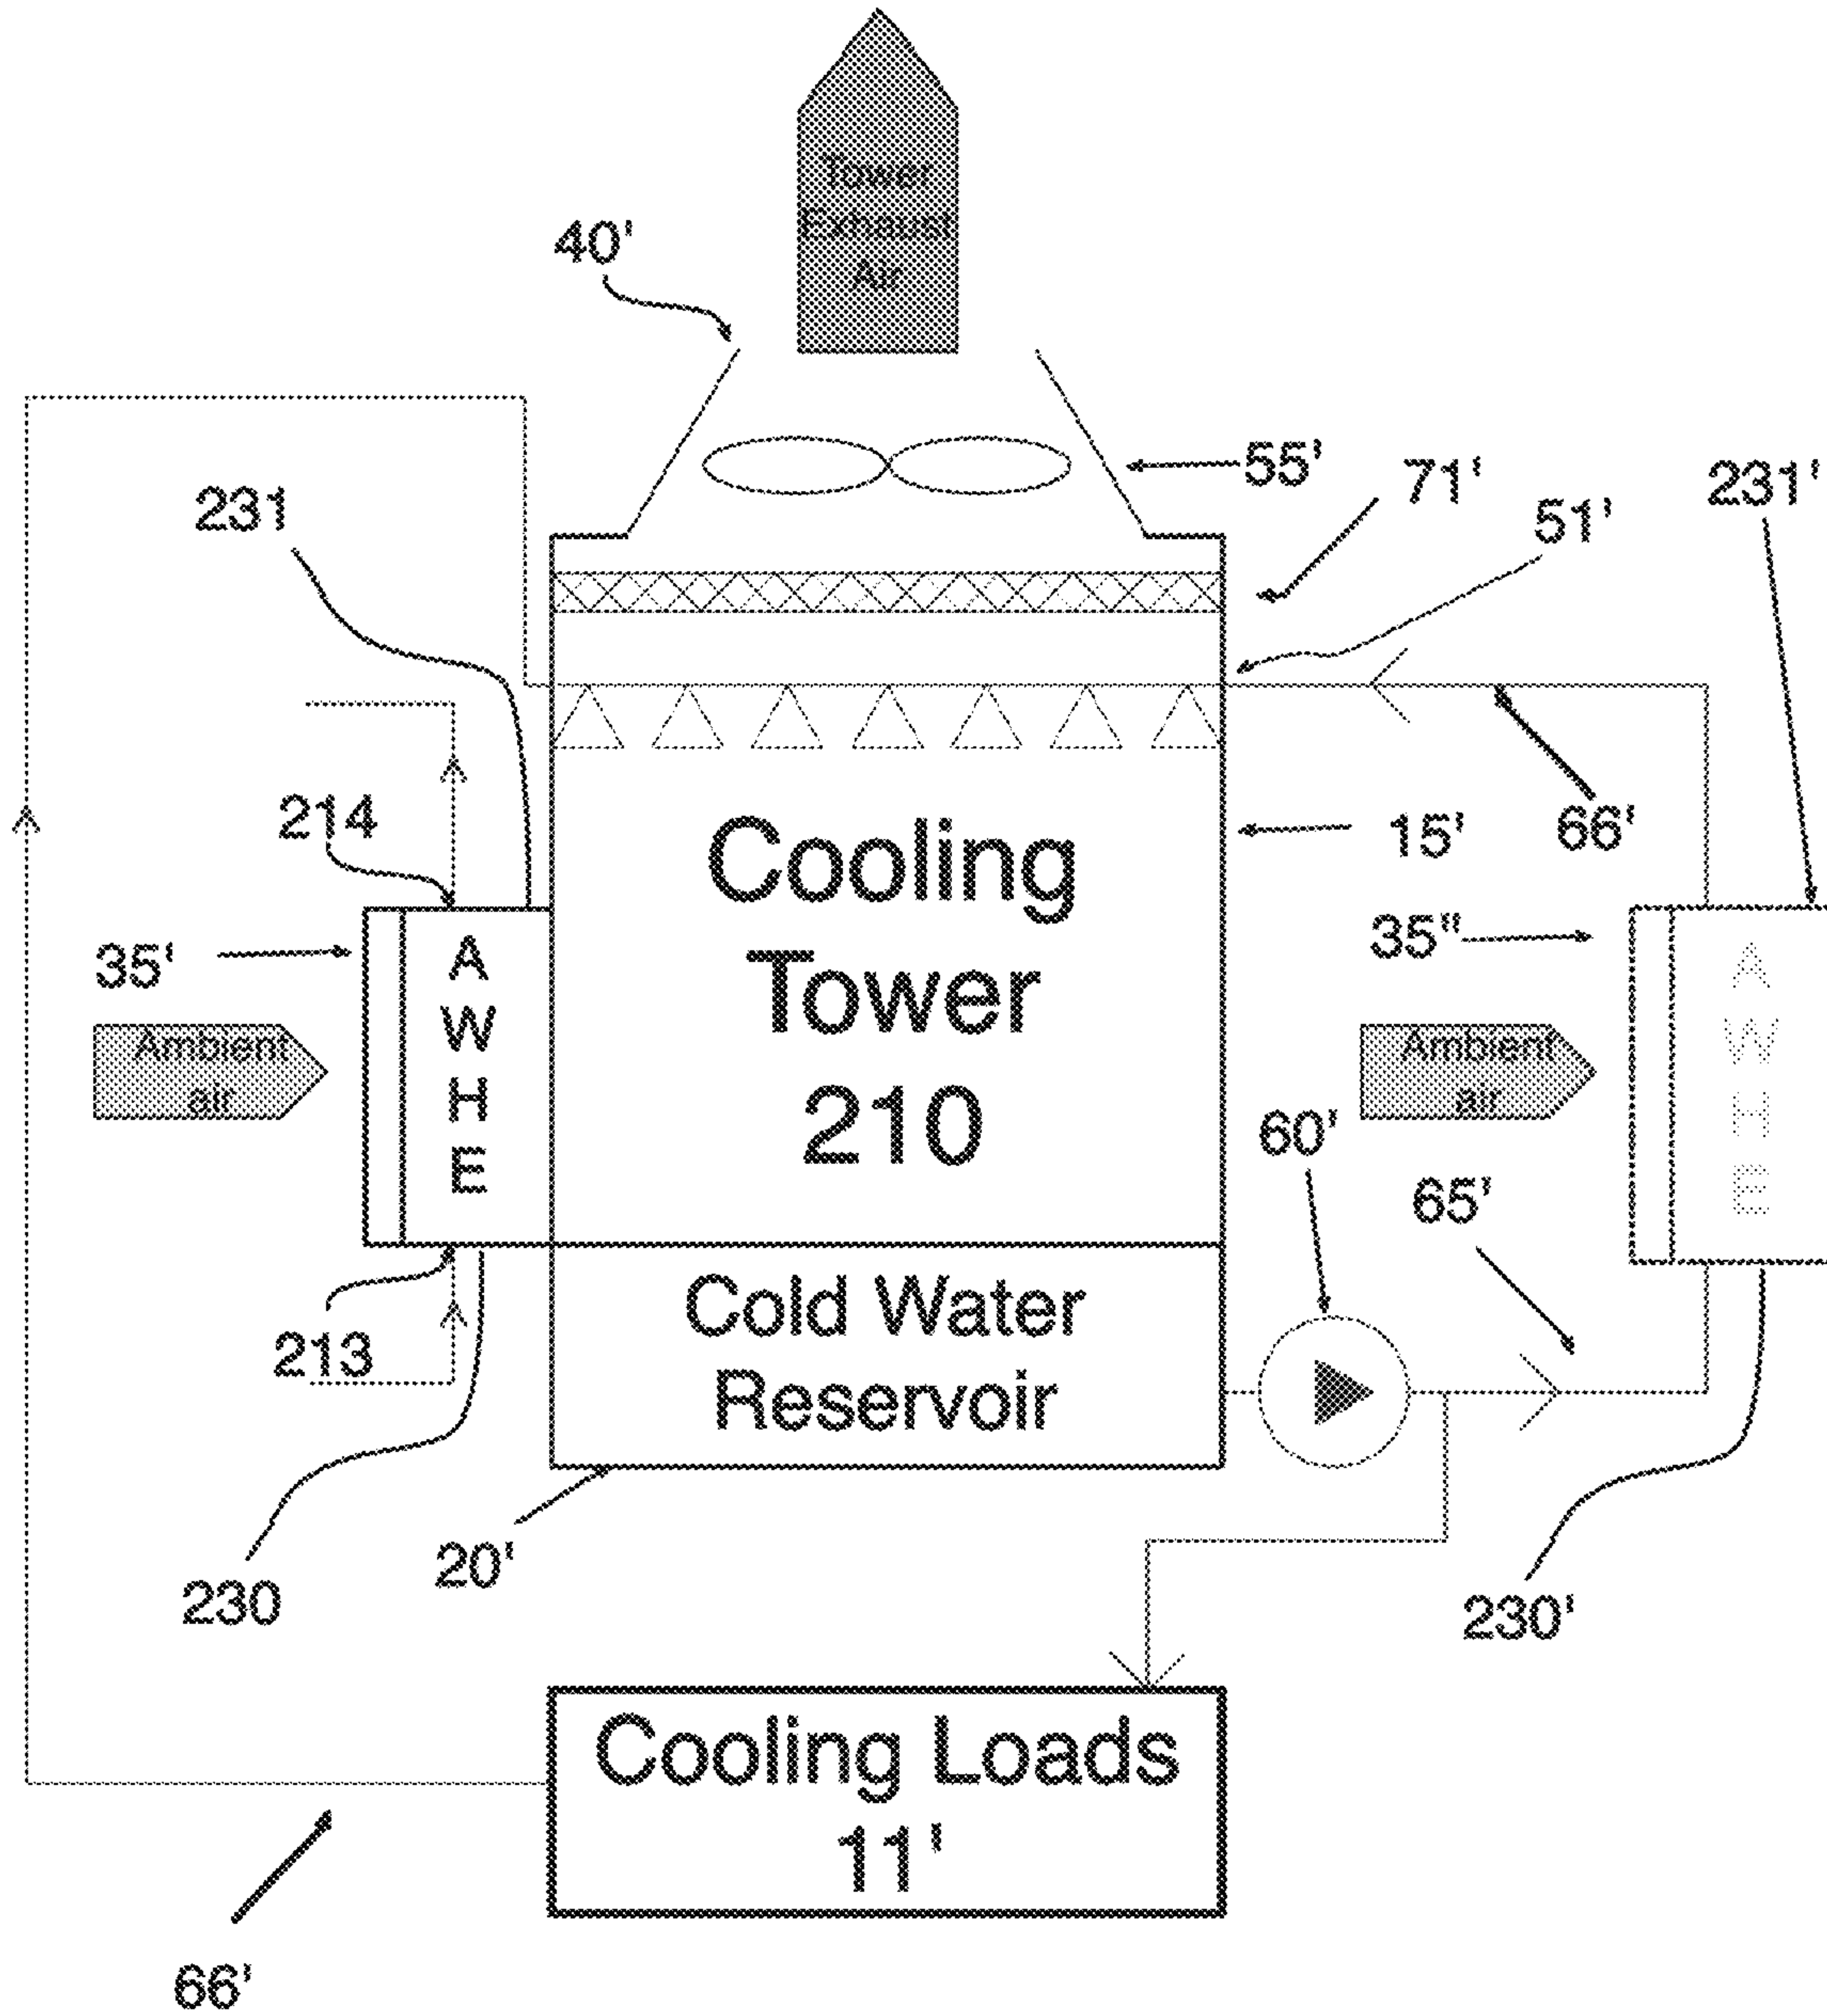 Tower
Exhaust
Air
40'
55'
71'
231'
231
51'
214
66'
15'
Cooling
Tower
210
35'
35"
A
W
H
E
A
W
H
E
Ambient
air
Ambient
air
60'
65'
Cold Water
Reservoir
213
20'
230
230'
Cooling Loads
11'
66'